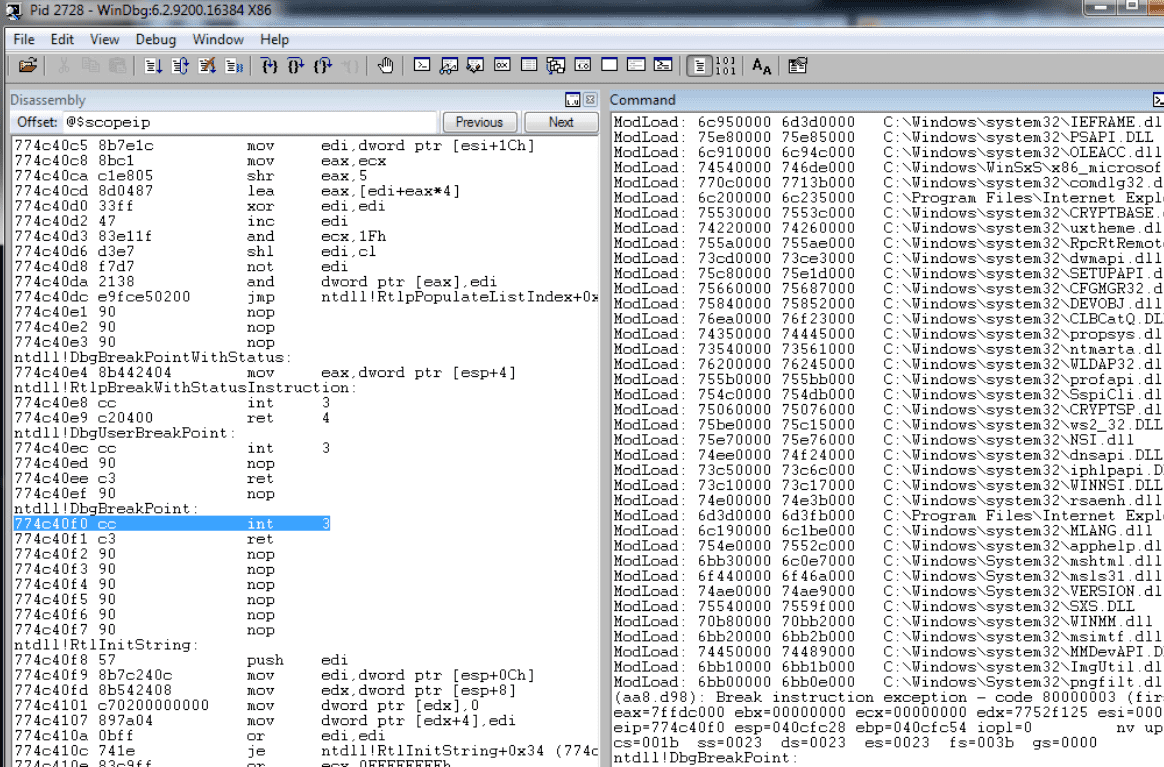 Pid 2728 - WinDbg:6.2.9200.16384 X86
File Edit View Debug Window Help
Disassembly
Offset: @$scopeip Previous Next
774c40c5 8b7e1c mov edi,dword ptr [esi+1Ch]
774c40c8 8bc1 mov eax,ecx
774c40ca c1e805 shr eax,5
774c40cd 8d0487 lea eax,[edi+eax*4]
774c40d0 33ff xor edi,edi
774c40d2 47 inc edi
774c40d3 83e11f and ecx,1Fh
774c40d6 d3e7 shl edi,cl
774c40d8 f7d7 not edi
774c40da 2138 and dword ptr [eax],edi
774c40dc e9fce50200 jmp ntdll!RtlpPopulateListIndex+0x
774c40e1 90 nop
774c40e2 90 nop
774c40e3 90 nop
ntdll!DbgBreakPointWithStatus:
774c40e4 8b442404 mov eax,dword ptr [esp+4]
ntdll!RtlpBreakWithStatusInstruction:
774c40e8 cc int 3
774c40e9 c20400 ret 4
ntdll!DbgUserBreakPoint:
774c40ec cc int 3
774c40ed 90 nop
774c40ee c3 ret
774c40ef 90 nop
ntdll!DbgBreakPoint:
774c40f0 cc int 3
774c40f1 c3 ret
774c40f2 90 nop
774c40f3 90 nop
774c40f4 90 nop
774c40f5 90 nop
774c40f6 90 nop
774c40f7 90 nop
ntdll!RtlInitString:
774c40f8 57 push edi
774c40f9 8b7c240c mov edi,dword ptr [esp+0Ch]
774c40fd 8b542408 mov edx,dword ptr [esp+8]
774c4101 c70200000000 mov dword ptr [edx],0
774c4107 897a04 mov dword ptr [edx+4],edi
774c410a 0bff or edi,edi
774c410c 741e je ntdll!RtlInitString+0x34 (774c
774c410e 83c9ff or ecx,0FFFFFFFFh
Command
ModLoad: 6c950000 6d3d0000 C:\Windows\system32\IEFRAME.dl
ModLoad: 75e80000 75e85000 C:\Windows\system32\PSAPI.DLL
ModLoad: 6c910000 6c94c000 C:\Windows\system32\OLEACC.dll
ModLoad: 74540000 746de000 C:\Windows\WinSxS\x86_microsof
ModLoad: 770c0000 7713b000 C:\Windows\system32\comdlg32.d
ModLoad: 6c200000 6c235000 C:\Program Files\Internet Expl
ModLoad: 75530000 7553c000 C:\Windows\system32\CRYPTBASE.
ModLoad: 74220000 74260000 C:\Windows\system32\uxtheme.dl
ModLoad: 755a0000 755ae000 C:\Windows\system32\RpcRtRemot
ModLoad: 73cd0000 73ce3000 C:\Windows\system32\dwmapi.dll
ModLoad: 75c80000 75e1d000 C:\Windows\system32\SETUPAPI.d
ModLoad: 75660000 75687000 C:\Windows\system32\CFGMGR32.d
ModLoad: 75840000 75852000 C:\Windows\system32\DEVOBJ.dll
ModLoad: 76ea0000 76f23000 C:\Windows\system32\CLBCatQ.DL
ModLoad: 74350000 74445000 C:\Windows\system32\propsys.dl
ModLoad: 73540000 73561000 C:\Windows\system32\ntmarta.dl
ModLoad: 76200000 76245000 C:\Windows\system32\WLDAP32.dl
ModLoad: 755b0000 755bb000 C:\Windows\system32\profapi.dl
ModLoad: 754c0000 754db000 C:\Windows\system32\SspiCli.dl
ModLoad: 75060000 75076000 C:\Windows\system32\CRYPTSP.dl
ModLoad: 75be0000 75c15000 C:\Windows\system32\ws2_32.DLL
ModLoad: 75e70000 75e76000 C:\Windows\system32\NSI.dll
ModLoad: 74ee0000 74f24000 C:\Windows\system32\dnsapi.DLL
ModLoad: 73c50000 73c6c000 C:\Windows\system32\iphlpapi.D
ModLoad: 73c10000 73c17000 C:\Windows\system32\WINNSI.DLL
ModLoad: 74e00000 74e3b000 C:\Windows\system32\rsaenh.dll
ModLoad: 6d3d0000 6d3fb000 C:\Program Files\Internet Expl
ModLoad: 6c190000 6c1be000 C:\Windows\system32\MLANG.dll
ModLoad: 754e0000 7552c000 C:\Windows\system32\apphelp.dl
ModLoad: 6bb30000 6c0e7000 C:\Windows\System32\mshtml.dll
ModLoad: 6f440000 6f46a000 C:\Windows\System32\msls31.dll
ModLoad: 74ae0000 74ae9000 C:\Windows\system32\VERSION.dl
ModLoad: 75540000 7559f000 C:\Windows\system32\SXS.DLL
ModLoad: 70b80000 70bb2000 C:\Windows\system32\WINMM.dll
ModLoad: 6bb20000 6bb2b000 C:\Windows\system32\msimtf.dll
ModLoad: 74450000 74489000 C:\Windows\system32\MMDevAPI.D
ModLoad: 6bb10000 6bb1b000 C:\Windows\System32\ImgUtil.dl
ModLoad: 6bb00000 6bb0e000 C:\Windows\System32\pngfilt.dl
(aa8.d98): Break instruction exception - code 80000003 (fir
eax=7ffdc000 ebx=00000000 ecx=00000000 edx=7752f125 esi=000
eip=774c40f0 esp=040cfc28 ebp=040cfc54 iopl=0 nv up
cs=001b ss=0023 ds=0023 es=0023 fs=003b gs=0000
ntdll!DbgBreakPoint: